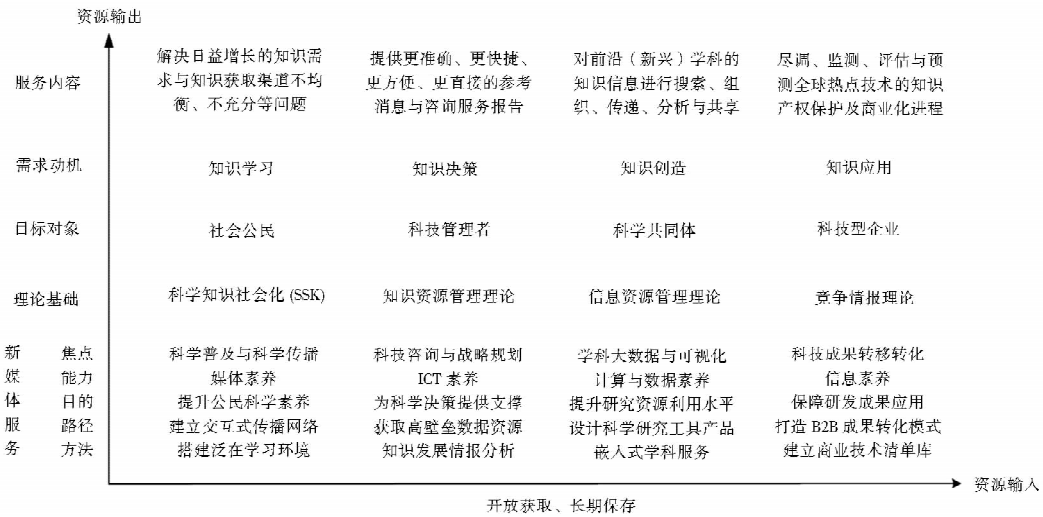 资源输出
服务内容
解决日益增长的知识需
求与知识获取渠道不均
衡、不充分等问题
提供更准确、更快捷、
更方便、更直接的参考
消息与咨询服务报告
对前沿（新兴）学科的
知识信息进行搜索、组
织、传递、分析与共享
尽调、监测、评估与预
测全球热点技术的知识
产权保护及商业化进程
需求动机 知识学习 知识决策 知识创造 知识应用
目标对象 社会公民 科技管理者 科学共同体 科技型企业
理论基础 科学知识社会化 (SSK) 知识资源管理理论 信息资源管理理论 竞争情报理论
新 焦点 科学普及与科学传播 科技咨询与战略规划 学科大数据与可视化 科技成果转移转化
媒 能力 媒体素养 ICT 素养 计算与数据素养 信息素养
体 目的 提升公民科学素养 为科学决策提供支撑 提升研究资源利用水平 保障研发成果应用
服 路径 建立交互式传播网络 获取高壁垒数据资源 设计科学研究工具产品 打造 B2B 成果转化模式
务 方法 搭建泛在学习环境 知识发展情报分析 嵌入式学科服务 建立商业技术清单库
资源输入
开放获取、长期保存